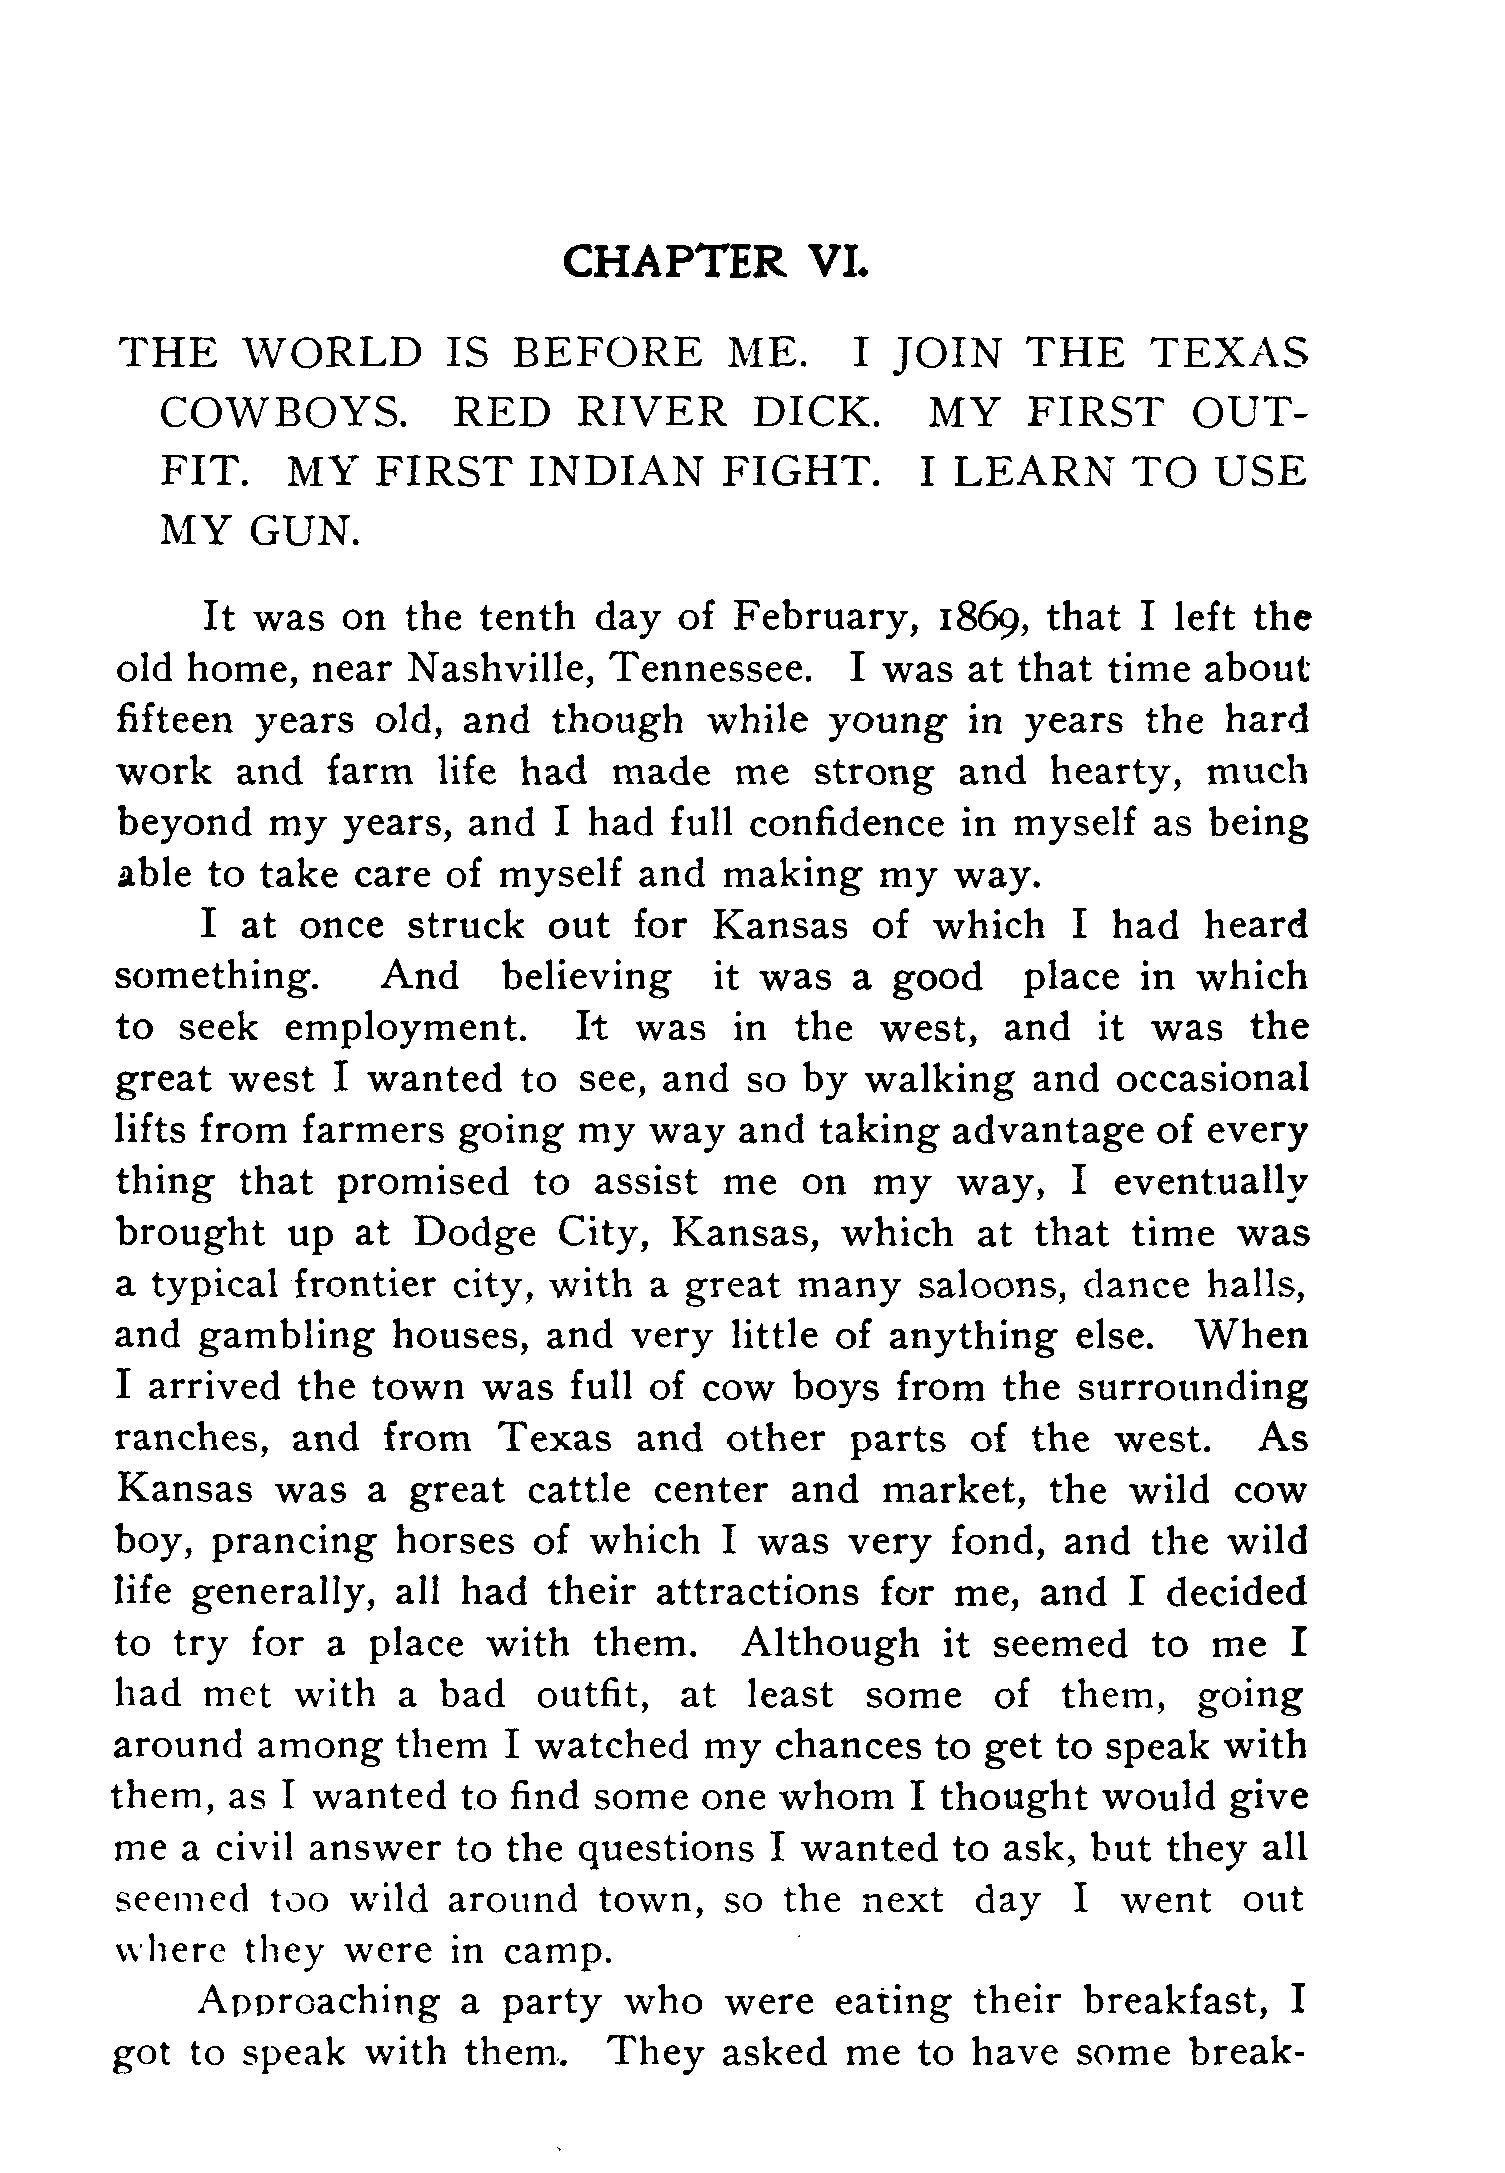 CHAPTER VI.
THE WORLD IS BEFORE ME. I JOIN THE TEXAS
COWBOYS. RED RIVER DICK. MY FIRST OUT-
FIT. MY FIRST INDIAN FIGHT. I LEARN TO USE
MY GUN.
It was on the tenth day of February, 1869, that I left the
old home, near Nashville, Tennessee. I was at that time about
fifteen years old, and though while young in years the hard
work and farm life had made me strong and hearty, much
beyond my years, and I had full confidence in myself as being
able to take care of myself and making my way.
I at once struck out for Kansas of which I had heard
something. And believing it was a good place in which
to seek employment. It was in the west, and it was the
great west I wanted to see, and so by walking and occasional
lifts from farmers going my way and taking advantage of every
thing that promised to assist me on my way, I eventually
brought up at Dodge City, Kansas, which at that time was
a typical frontier city, with a great many saloons, dance halls,
and gambling houses, and very little of anything else. When
I arrived the town was full of cow boys from the surrounding
ranches, and from Texas and other parts of the west. As
Kansas was a great cattle center and market, the wild cow
boy, prancing horses of which I was very fond, and the wild
life generally, all had their attractions for me, and I decided
to try for a place with them. Although it seemed to me I
had met with a bad outfit, at least some of them, going
around among them I watched my chances to get to speak with
them, as I wanted to find some one whom I thought would give
me a civil answer to the questions I wanted to ask, but they all
seemed too wild around town, so the next day I went out
where they were in camp.
Approaching a party who were eating their breakfast, I
got to speak with them. They asked me to have some break-